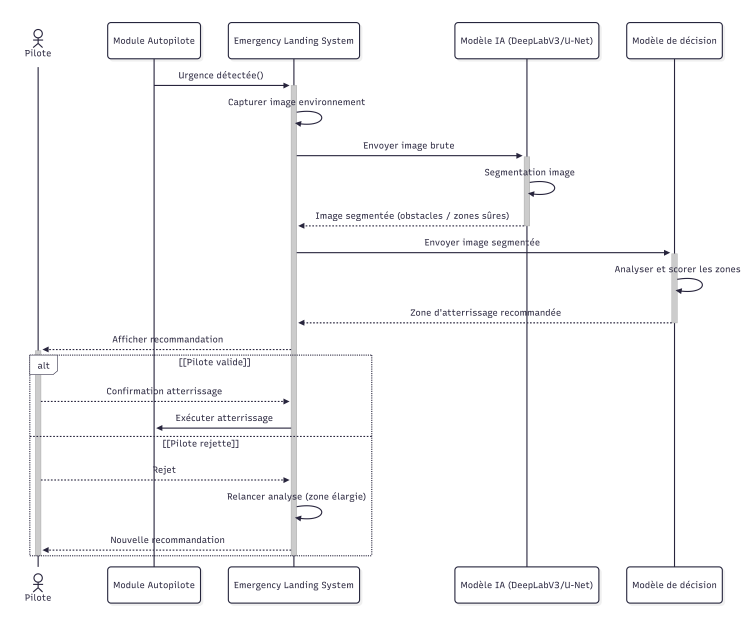 Pilote
Module Autopilote
Emergency Landing System
Modèle IA (DeepLabV3/U-Net)
Modèle de décision
Urgence détectée()
Capturer image environnement
Envoyer image brute
Segmentation image
Image segmentée (obstacles / zones sûres)
Envoyer image segmentée
Analyser et scorer les zones
Zone d'atterrissage recommandée
Afficher recommandation
alt
[[Pilote valide]]
Confirmation atterrissage
Exécuter atterrissage
[[Pilote rejette]]
Rejet
Relancer analyse (zone élargie)
Nouvelle recommandation
Pilote
Module Autopilote
Emergency Landing System
Modèle IA (DeepLabV3/U-Net)
Modèle de décision